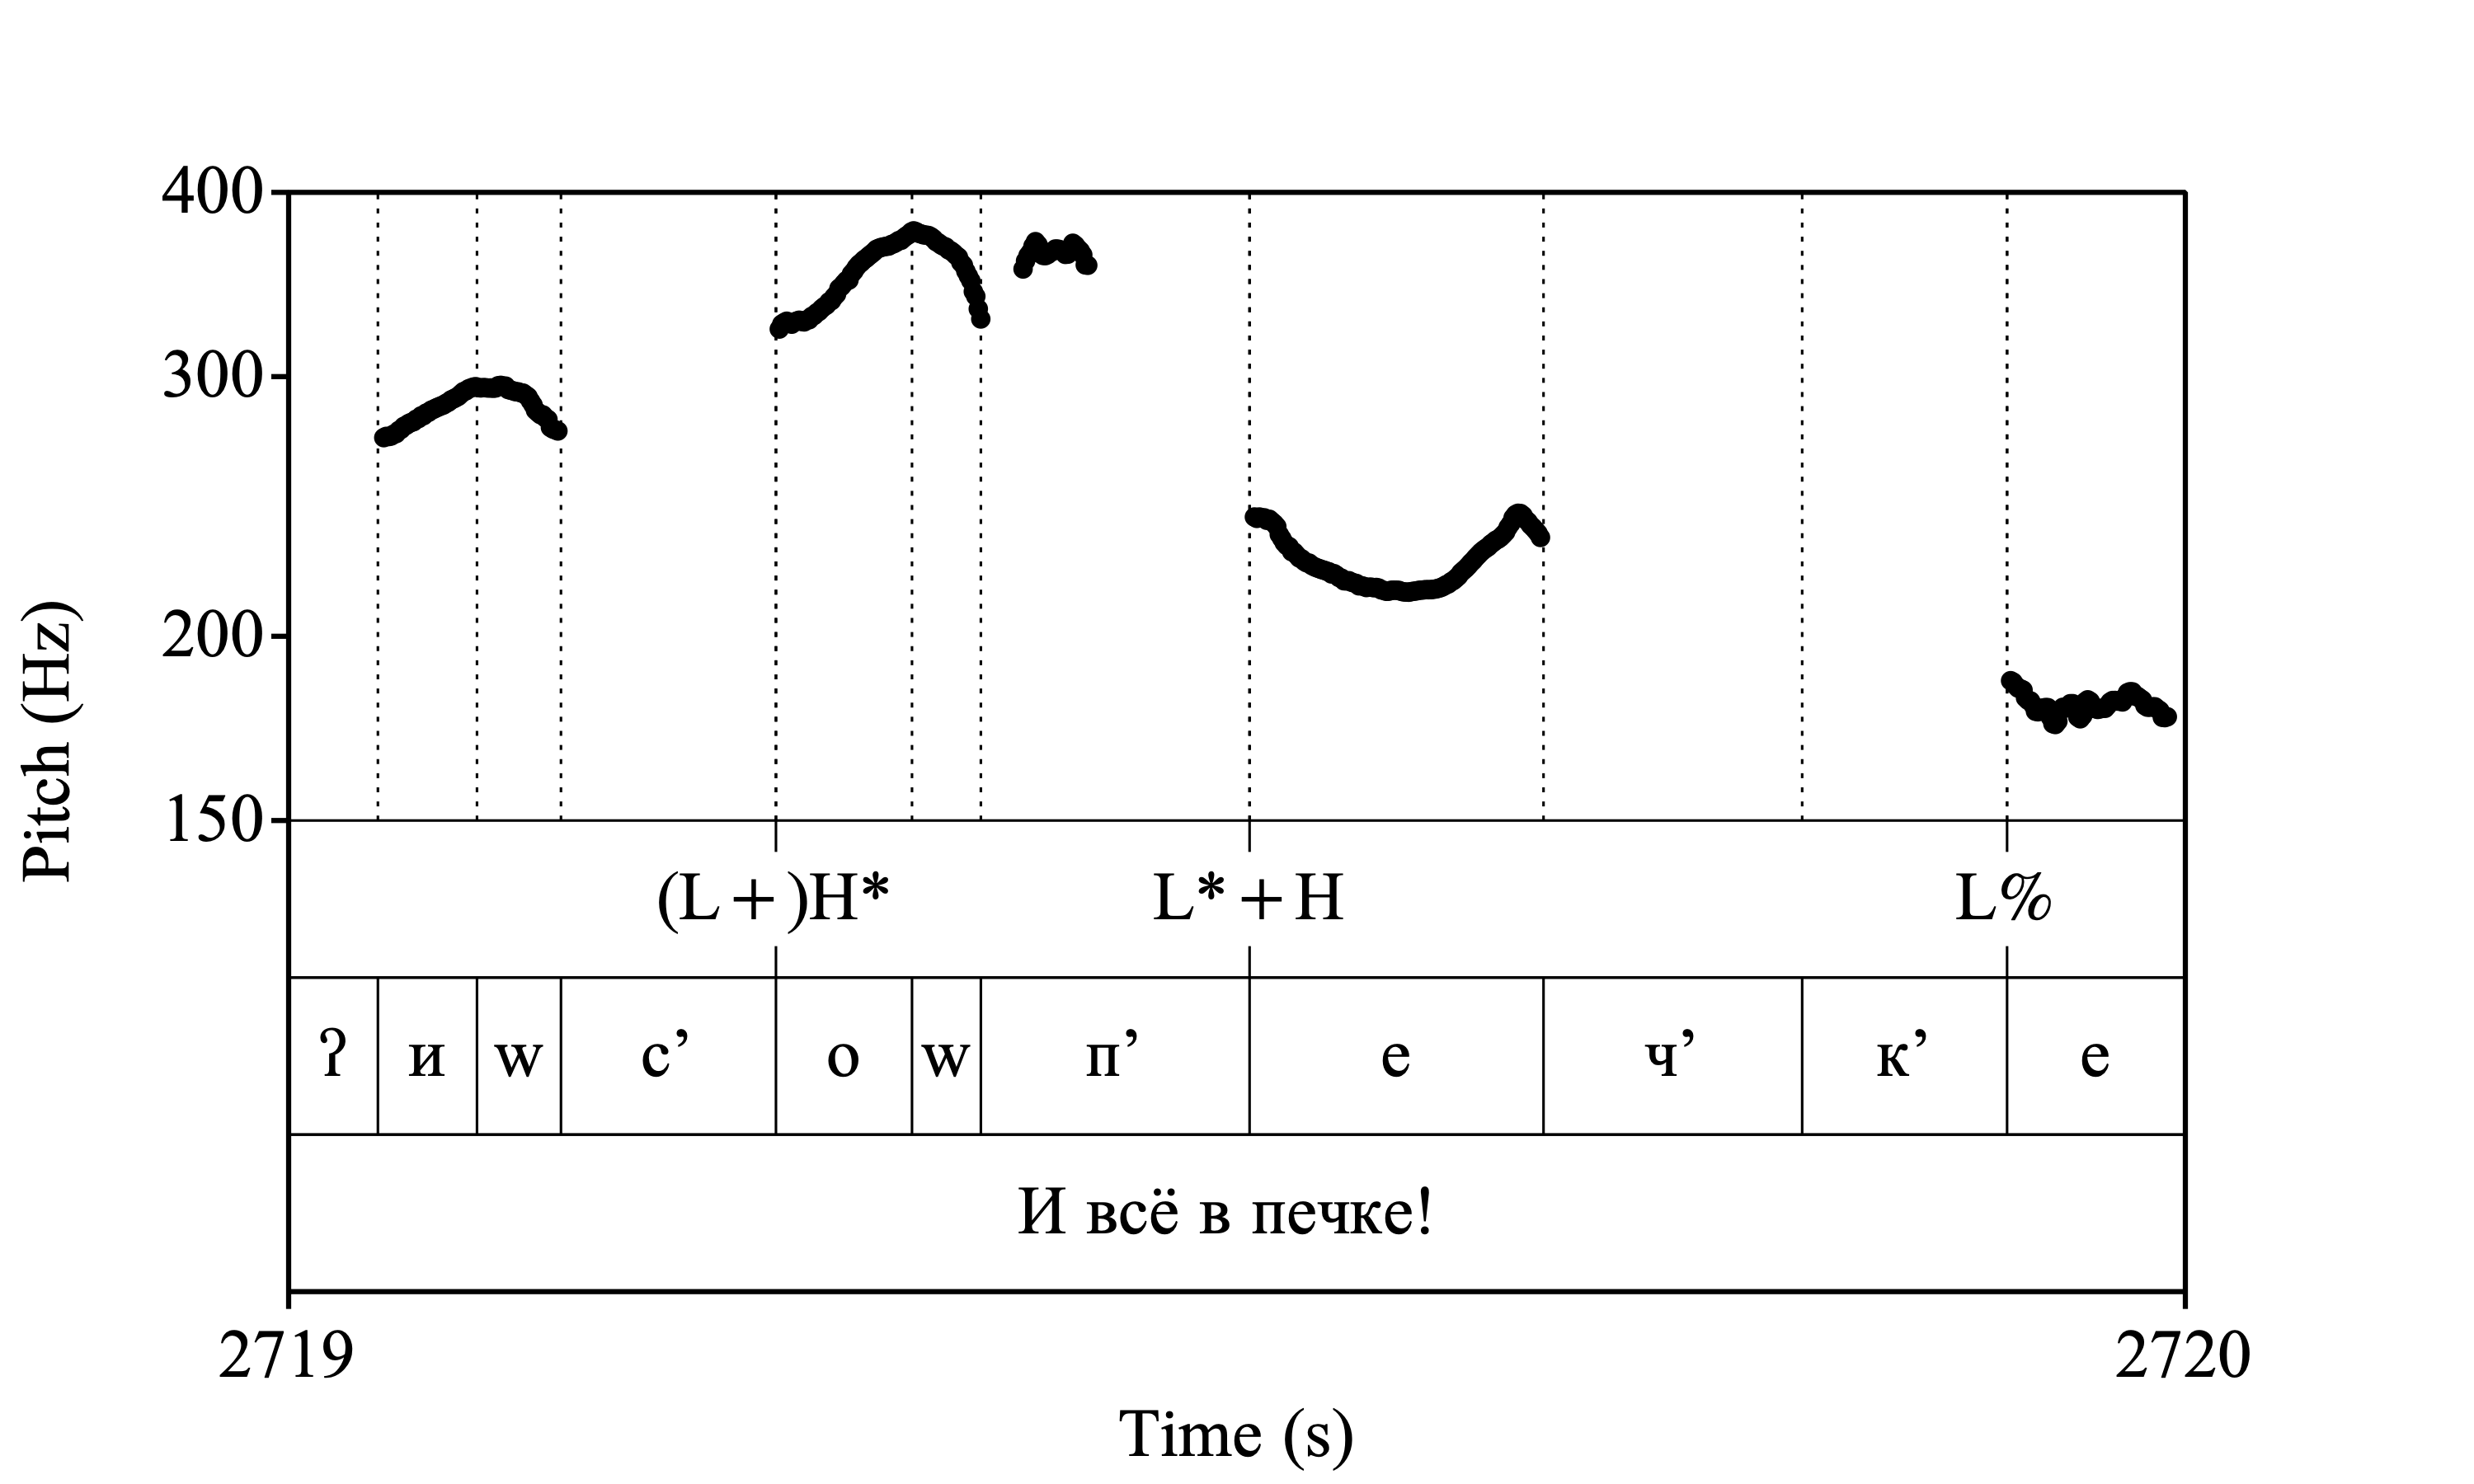 400
300
200
150
Pitch (Hz)
(L+)H* L*+H L%
? и w с’ о w п’ е ч’ к’ е
И всё в печке!
2719 2720
Time (s)